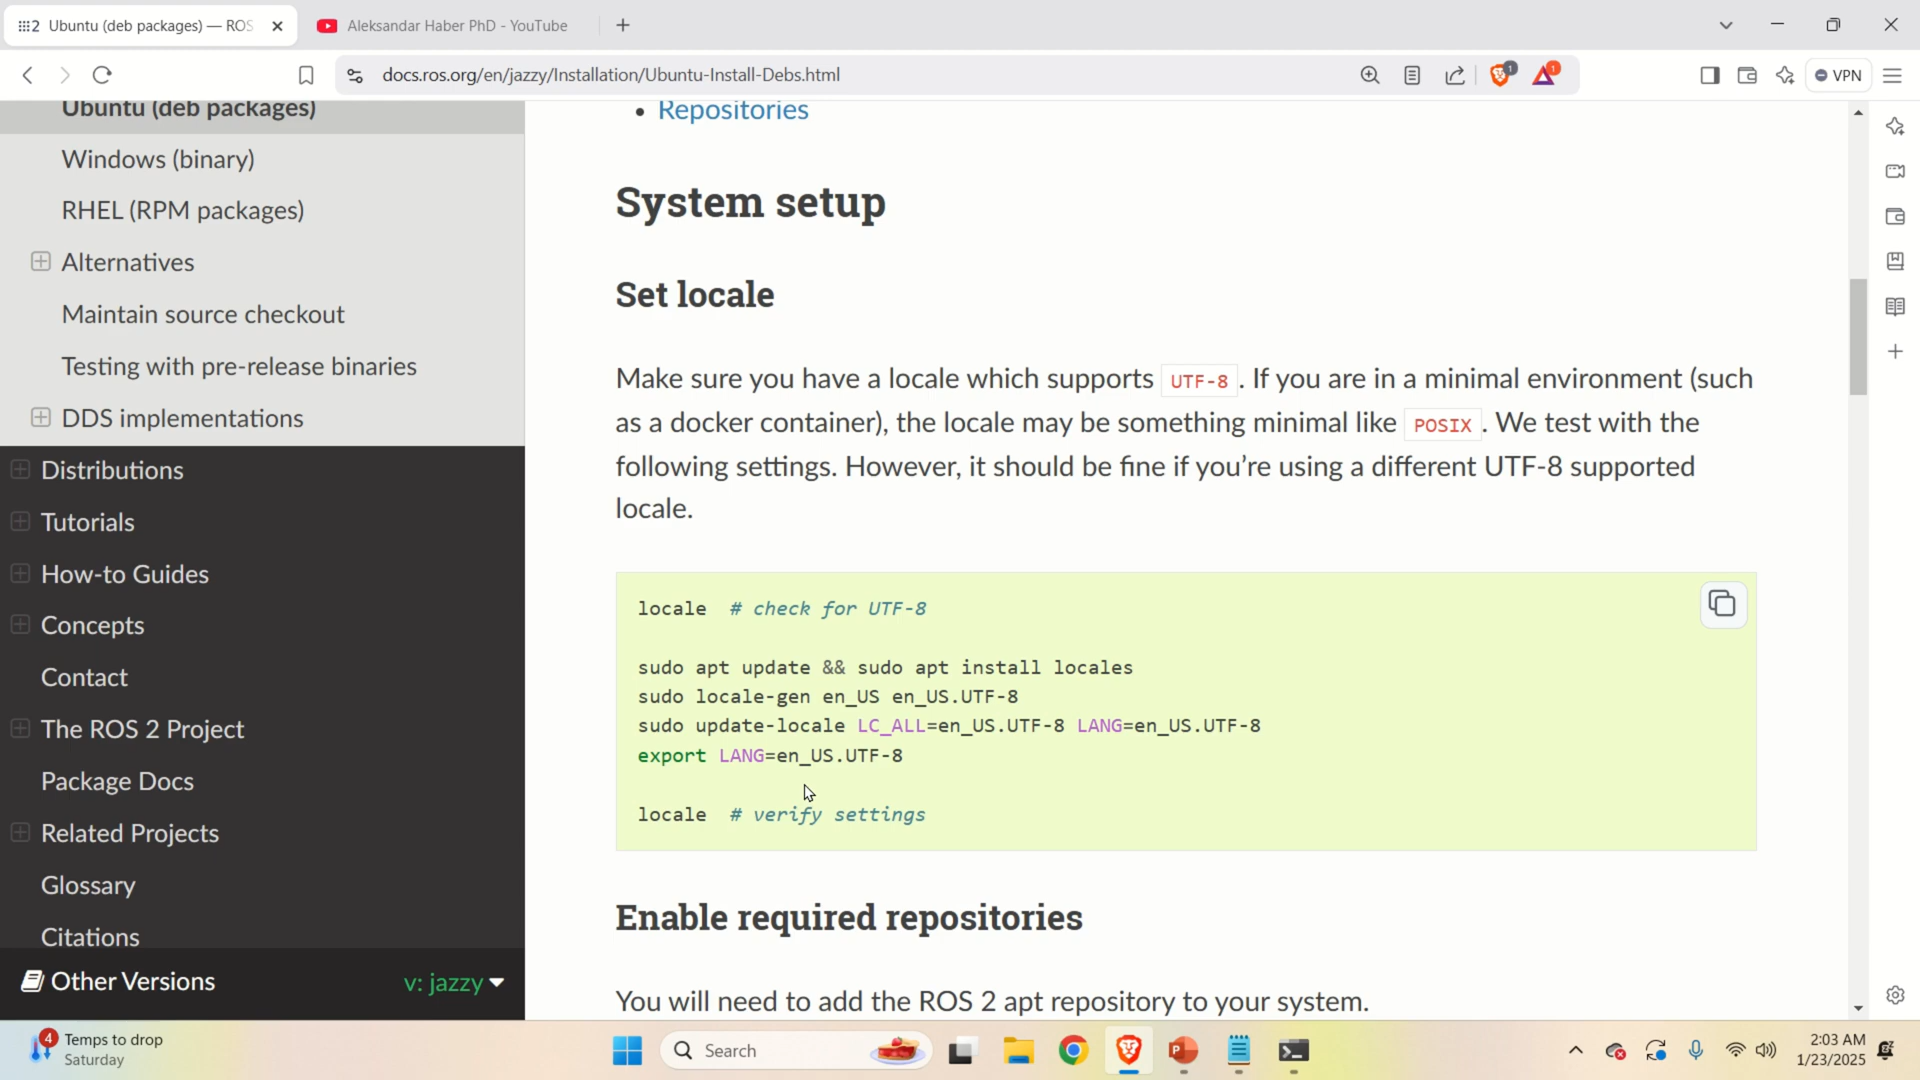 Ubuntu (deb packages) — ROS
Aleksandar Haber PhD - YouTube
docs.ros.org/en/jazzy/Installation/Ubuntu-Install-Debs.html
1
1
VPN
Ubuntu (deb packages)
Windows (binary)
RHEL (RPM packages)
Alternatives
Maintain source checkout
Testing with pre-release binaries
DDS implementations
Distributions
Tutorials
How-to Guides
Concepts
Contact
The ROS 2 Project
Package Docs
Related Projects
Glossary
Citations
Other Versions
v: jazzy
Repositories
System setup
Set locale
Make sure you have a locale which supports UTF-8 . If you are in a minimal environment (such
as a docker container), the locale may be something minimal like POSIX . We test with the
following settings. However, it should be fine if you’re using a different UTF-8 supported
locale.
locale # check for UTF-8
sudo apt update && sudo apt install locales
sudo locale-gen en_US en_US.UTF-8
sudo update-locale LC_ALL=en_US.UTF-8 LANG=en_US.UTF-8
export LANG=en_US.UTF-8
locale # verify settings
Enable required repositories
You will need to add the ROS 2 apt repository to your system.
4
Temps to drop
Saturday
Search
2:03 AM
1/23/2025